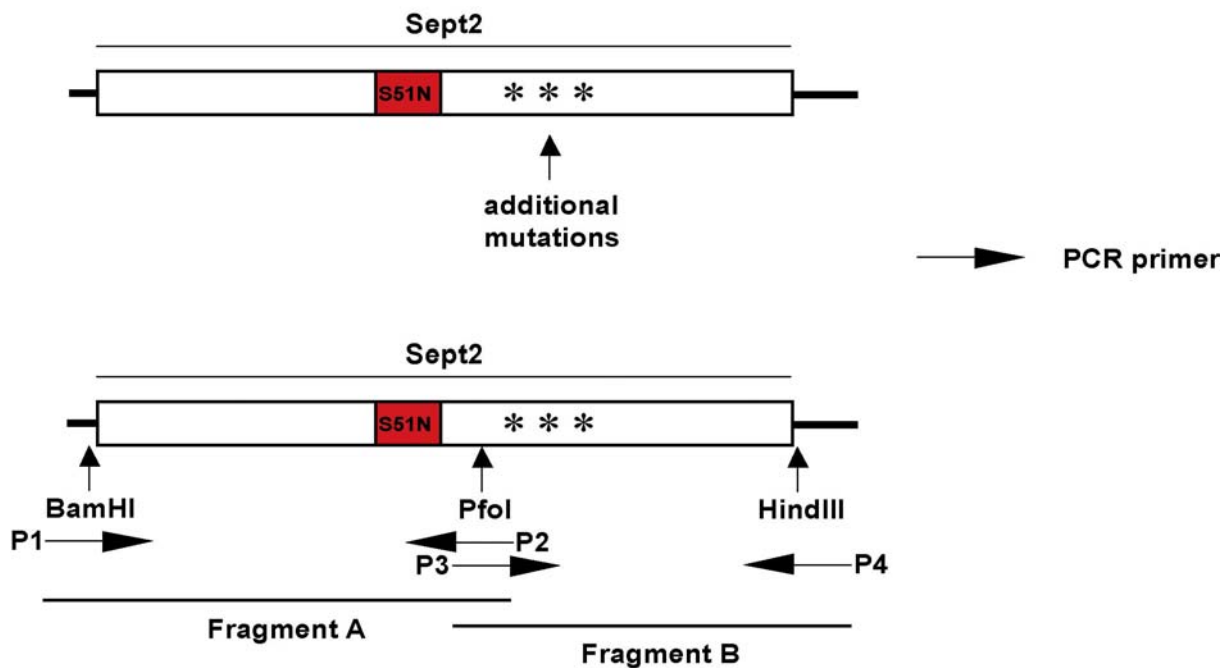 Sept2
S51N
* * *
additional
mutations
PCR primer
Sept2
S51N
* * *
BamHI
PfoI
HindIII
P1
P2
P3
P4
Fragment A
Fragment B